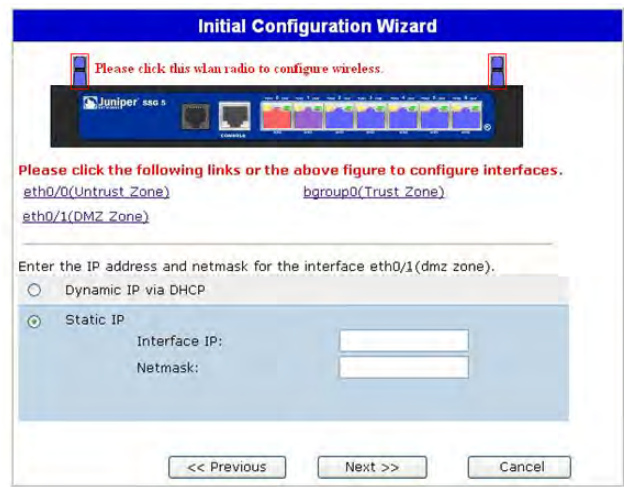 Initial Configuration Wizard
Please click this wlan radio to configure wireless.
Juniper SSG 5
CONSOLE
Please click the following links or the above figure to configure interfaces.
eth0/0(Untrust Zone) bgroup0(Trust Zone)
eth0/1(DMZ Zone)
Enter the IP address and netmask for the interface eth0/1(dmz zone).
Dynamic IP via DHCP
Static IP
Interface IP:
Netmask:
<< Previous Next >> Cancel